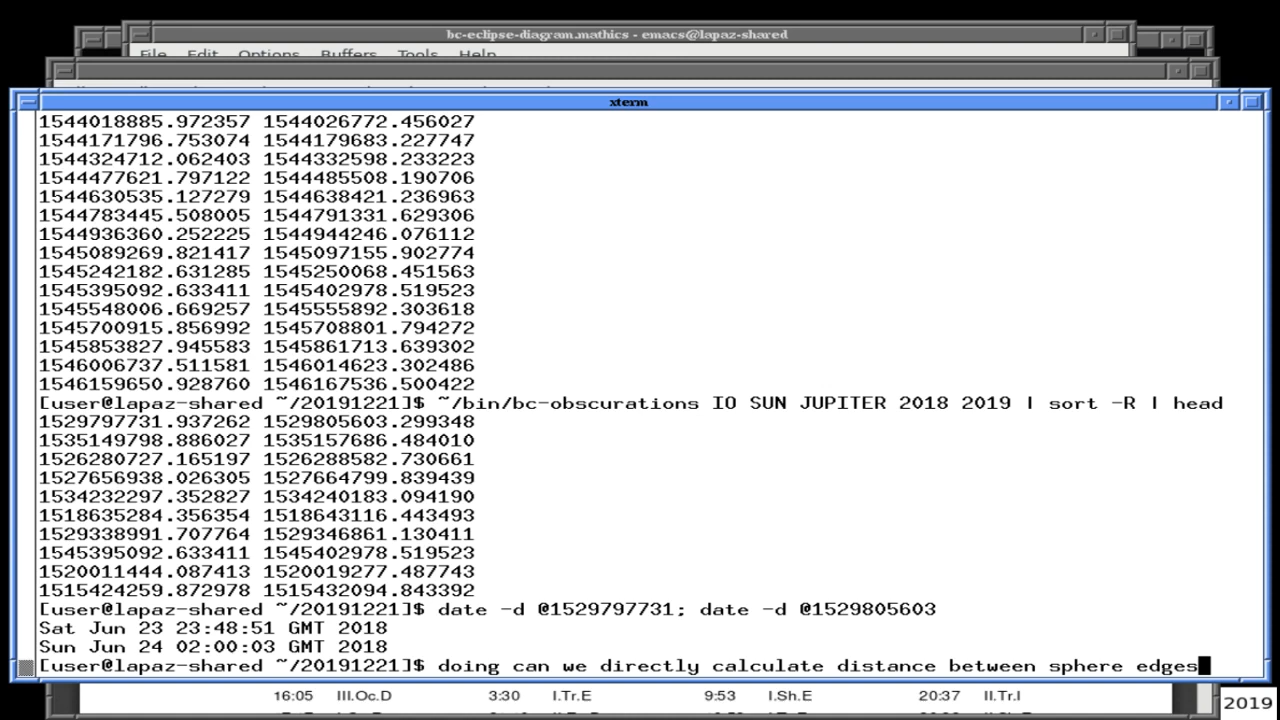 bc-eclipse-diagram.mathics - emacs@lapaz-shared
File Edit Options Buffers Tools Help
xterm
1544018885.972357 1544026772.456027
1544171796.753074 1544179683.227747
1544324712.062403 1544332598.233223
1544477621.797122 1544485508.190706
1544630535.127279 1544638421.236963
1544783445.508005 1544791331.629306
1544936360.252225 1544944246.076112
1545089269.821417 1545097155.902774
1545242182.631285 1545250068.451563
1545395092.633411 1545402978.519523
1545548006.669257 1545555892.303618
1545700915.856992 1545708801.794272
1545853827.945583 1545861713.639302
1546006737.511581 1546014623.302486
1546159650.928760 1546167536.500422
[user@lapaz-shared ~/20191221]$ ~/bin/bc-obscurations IO SUN JUPITER 2018 2019 | sort -R | head
1529797731.937262 1529805603.299348
1535149798.886027 1535157686.484010
1526280727.165197 1526288582.730661
1527656938.026305 1527664799.839439
1534232297.352827 1534240183.094190
1518635284.356354 1518643116.443493
1529338991.707764 1529346861.130411
1545395092.633411 1545402978.519523
1520011444.087413 1520019277.487743
1515424259.872978 1515432094.843392
[user@lapaz-shared ~/20191221]$ date -d @1529797731; date -d @1529805603
Sat Jun 23 23:48:51 GMT 2018
Sun Jun 24 02:00:03 GMT 2018
[user@lapaz-shared ~/20191221]$ doing can we directly calculate distance between sphere edges
16:05 III.Oc.D 3:30 I.Tr.E 9:53 I.Sh.E 20:37 II.Tr.I
2019